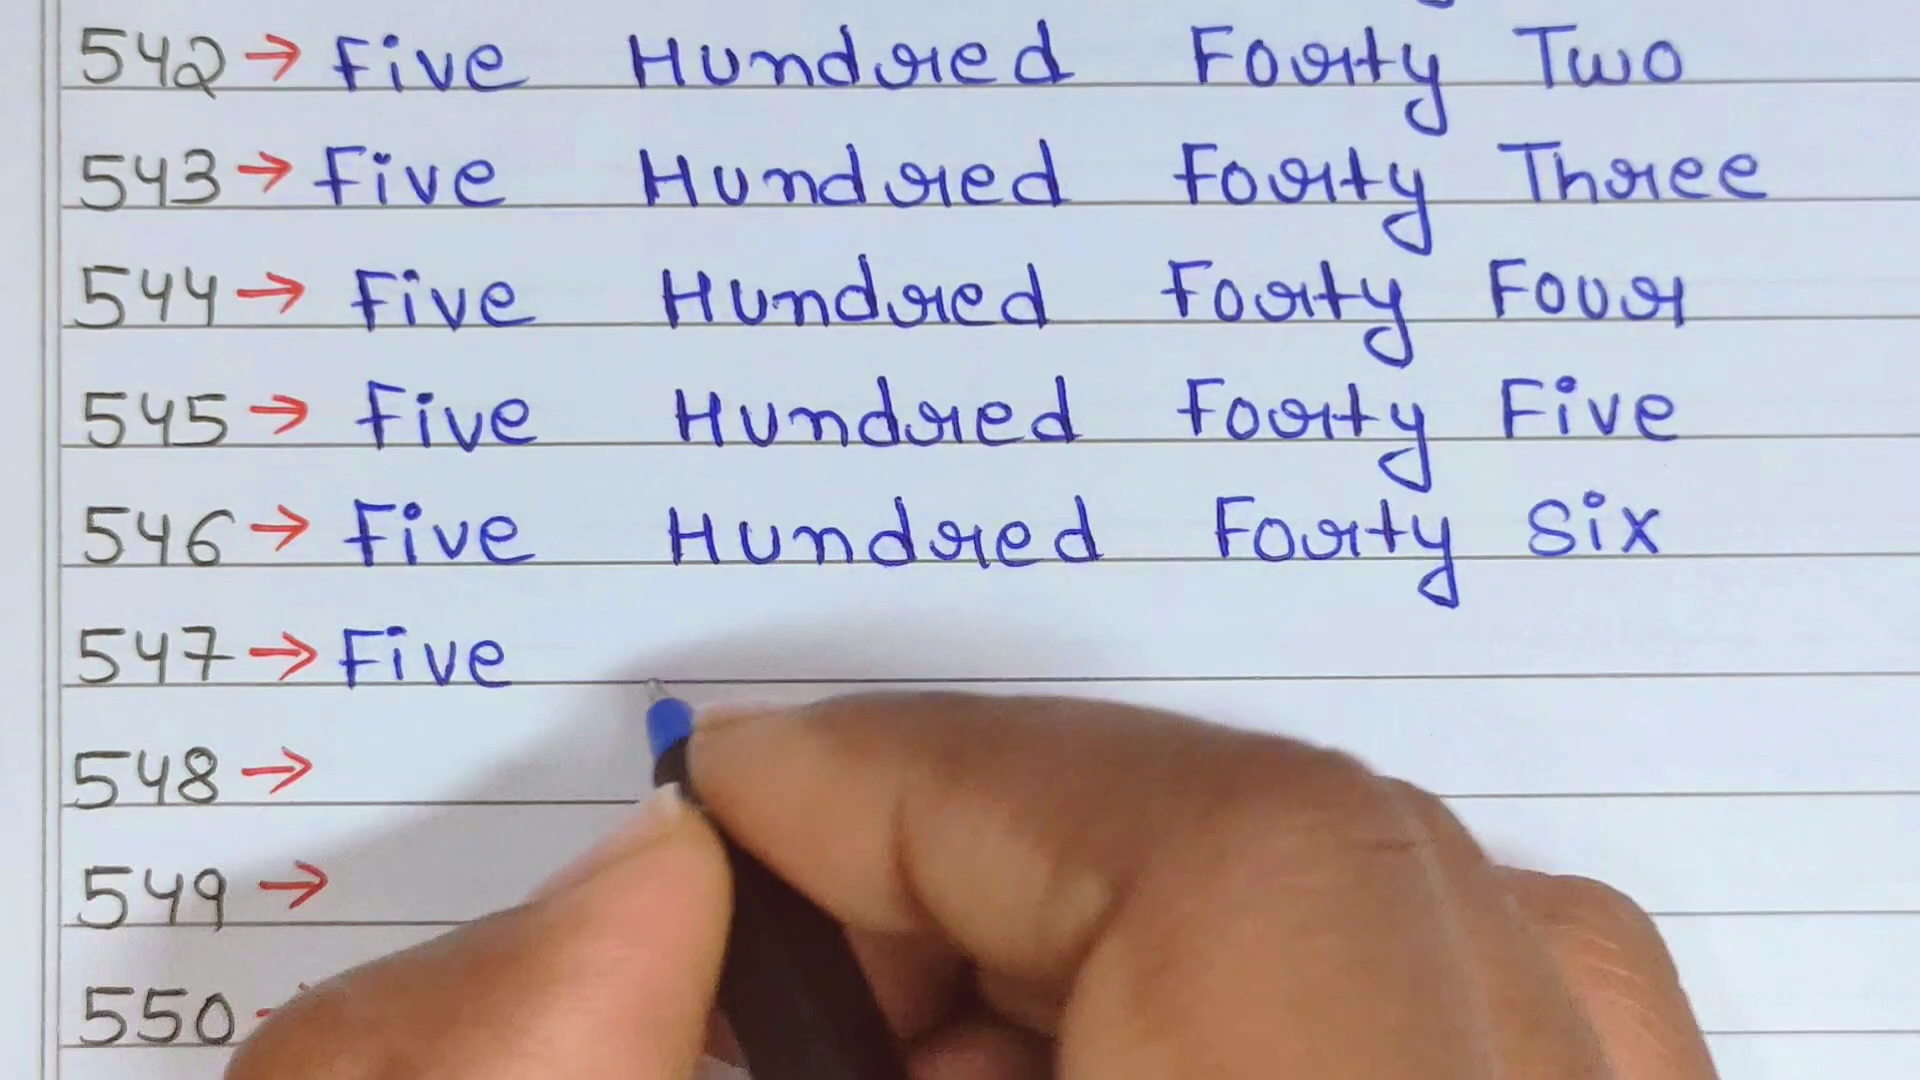 542 → Five Hundred Forty Two
543 → Five Hundred Forty Three
544 → Five Hundred Forty Four
545 → Five Hundred Forty Five
546 → Five Hundred Forty Six
547 → Five
548 →
549 →
550